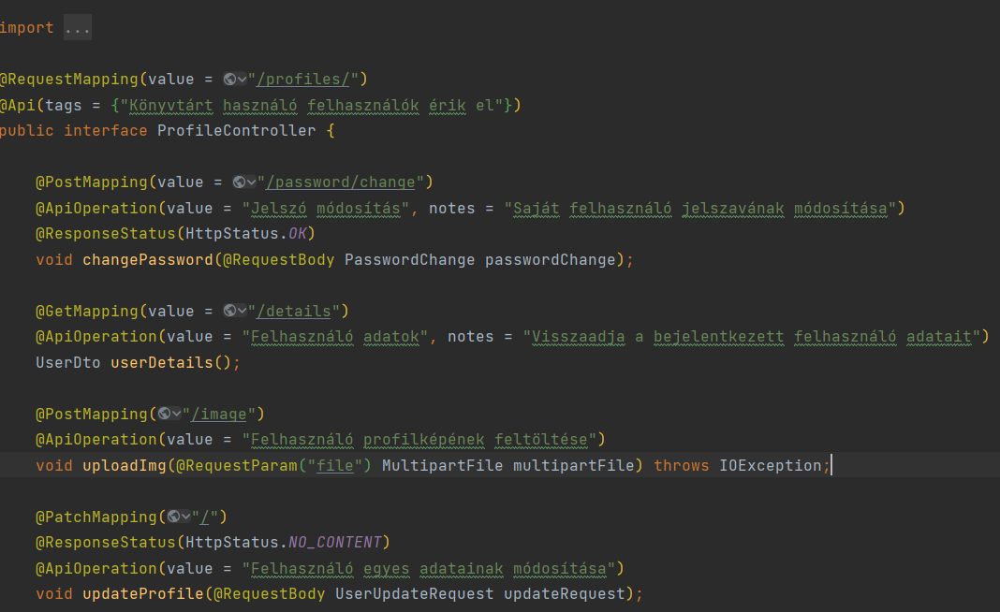 import ...
@RequestMapping(value = "/profiles/")
@Api(tags = {"Könyvtárt használó felhasználók érik el"})
public interface ProfileController {
@PostMapping(value = "/password/change")
@ApiOperation(value = "Jelszó módosítás", notes = "Saját felhasználó jelszavának módosítása")
@ResponseStatus(HttpStatus.OK)
void changePassword(@RequestBody PasswordChange passwordChange);
@GetMapping(value = "/details")
@ApiOperation(value = "Felhasználó adatok", notes = "Visszaadja a bejelentkezett felhasználó adatait")
UserDto userDetails();
@PostMapping("/image")
@ApiOperation(value = "Felhasználó profilképének feltöltése")
void uploadImg(@RequestParam("file") MultipartFile multipartFile) throws IOException;
@PatchMapping("/")
@ResponseStatus(HttpStatus.NO_CONTENT)
@ApiOperation(value = "Felhasználó egyes adatainak módosítása")
void updateProfile(@RequestBody UserUpdateRequest updateRequest);